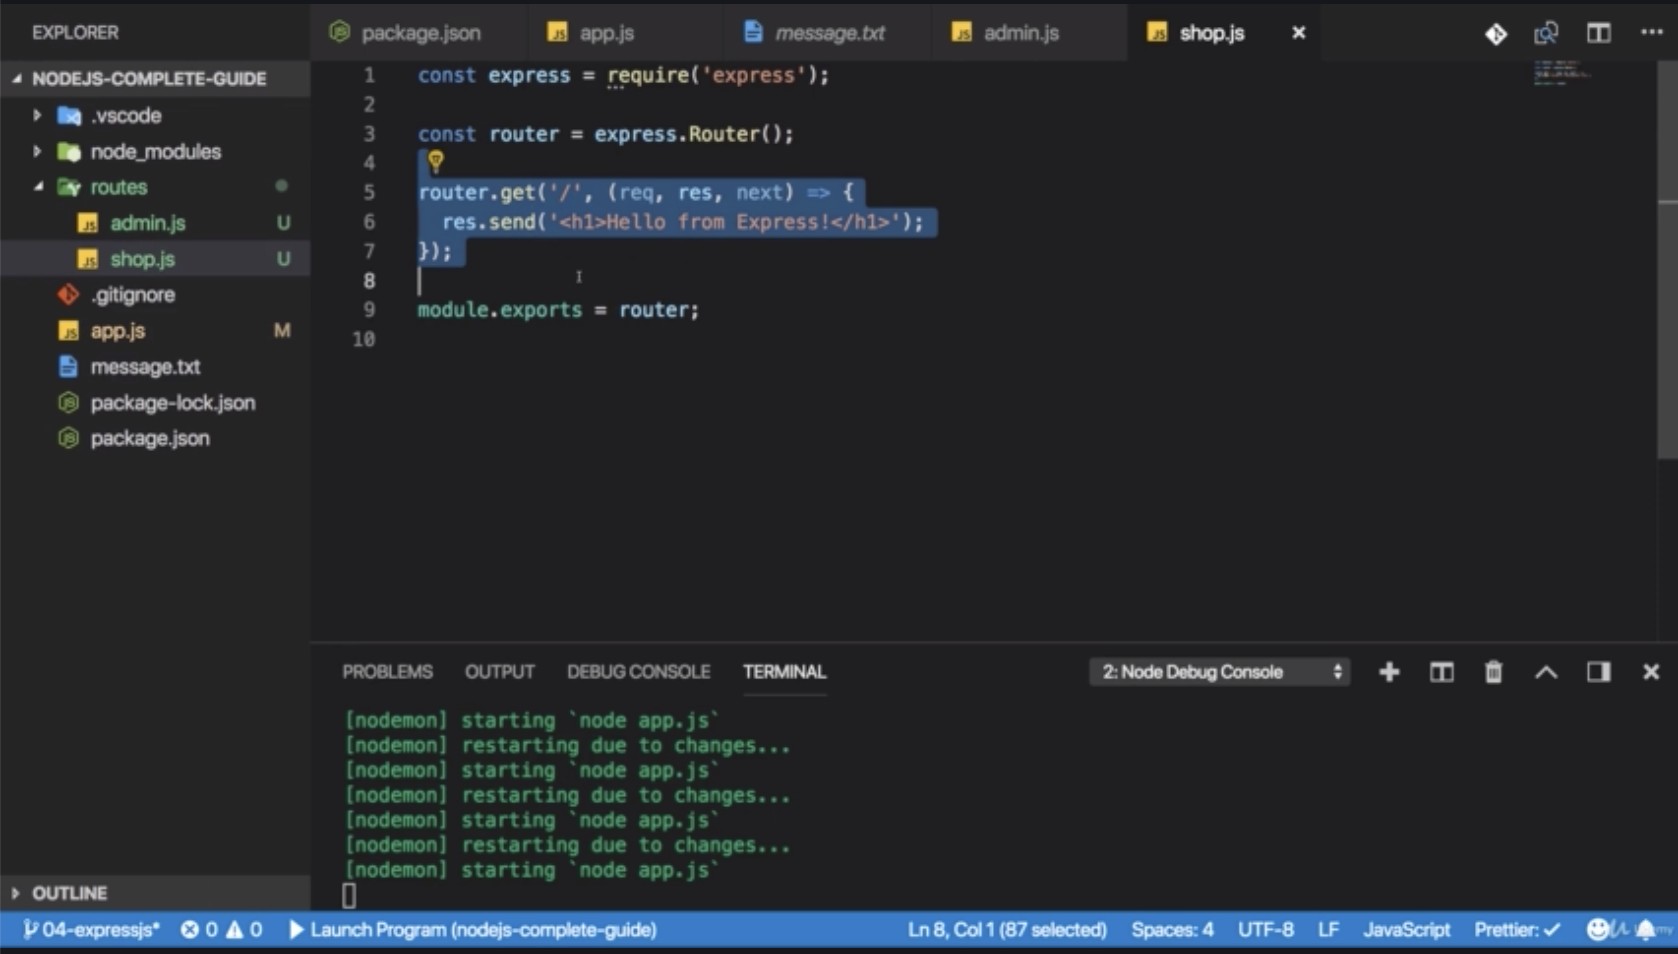 EXPLORER
package.json
app.js
message.txt
admin.js
shop.js
NODEJS-COMPLETE-GUIDE
.vscode
node_modules
routes
admin.js U
shop.js U
.gitignore
app.js M
message.txt
package-lock.json
package.json
OUTLINE
1 const express = require('express');
2
3 const router = express.Router();
4
5 router.get('/', (req, res, next) => {
6 res.send('<h1>Hello from Express!</h1>');
7 });
8
9 module.exports = router;
10
PROBLEMS OUTPUT DEBUG CONSOLE TERMINAL 2: Node Debug Console
[nodemon] starting `node app.js`
[nodemon] restarting due to changes...
[nodemon] starting `node app.js`
[nodemon] restarting due to changes...
[nodemon] starting `node app.js`
[nodemon] restarting due to changes...
[nodemon] starting `node app.js`
04-expressjs* 0 0 Launch Program (nodejs-complete-guide) Ln 8, Col 1 (87 selected) Spaces: 4 UTF-8 LF JavaScript Prettier: ✓